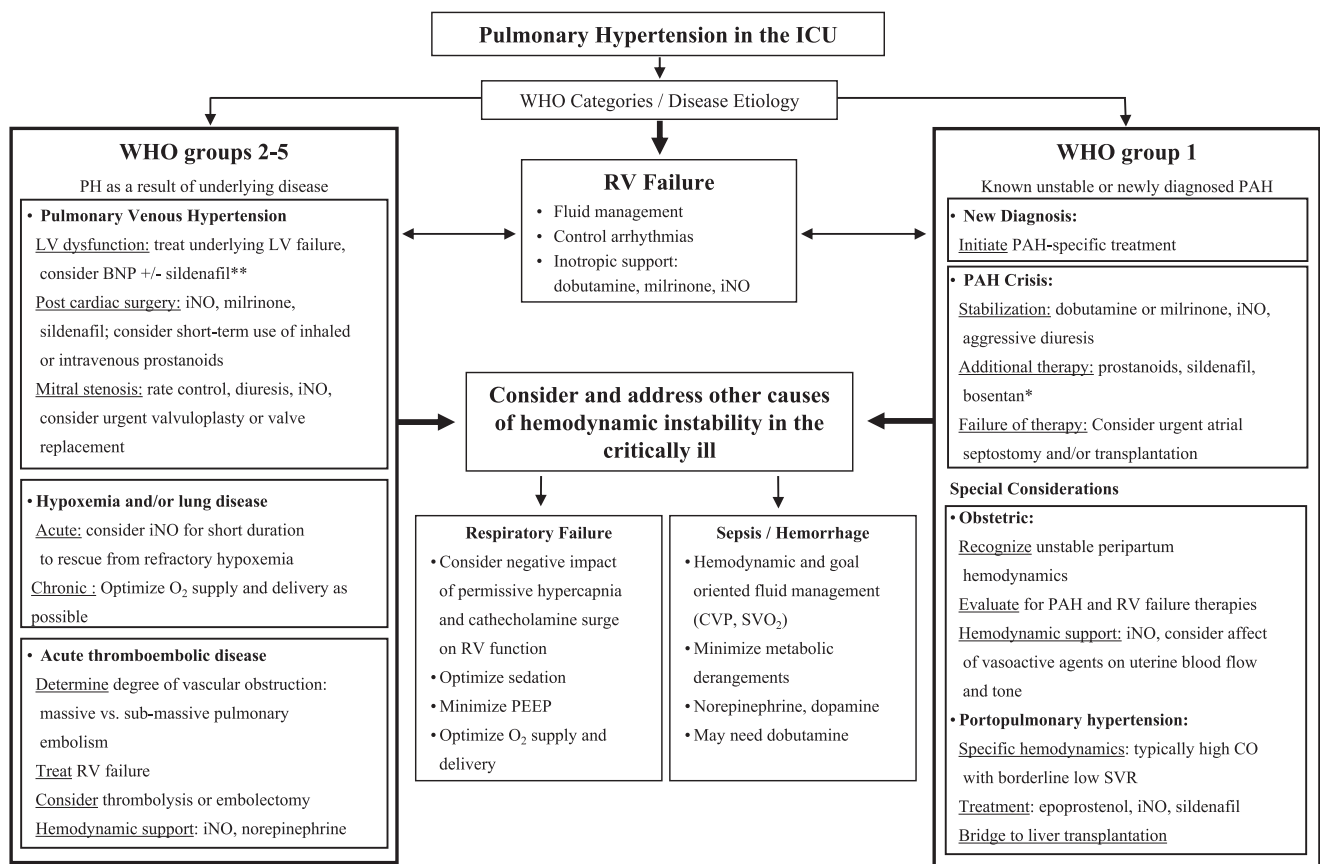 Pulmonary Hypertension in the ICU
WHO Categories / Disease Etiology
WHO groups 2-5
PH as a result of underlying disease
• Pulmonary Venous Hypertension
LV dysfunction: treat underlying LV failure,
consider BNP +/- sildenafil**
Post cardiac surgery: iNO, milrinone,
sildenafil; consider short-term use of inhaled
or intravenous prostanoids
Mitral stenosis: rate control, diuresis, iNO,
consider urgent valvuloplasty or valve
replacement
• Hypoxemia and/or lung disease
Acute: consider iNO for short duration
to rescue from refractory hypoxemia
Chronic : Optimize O₂ supply and delivery as
possible
• Acute thromboembolic disease
Determine degree of vascular obstruction:
massive vs. sub-massive pulmonary
embolism
Treat RV failure
Consider thrombolysis or embolectomy
Hemodynamic support: iNO, norepinephrine
RV Failure
• Fluid management
• Control arrhythmias
• Inotropic support:
dobutamine, milrinone, iNO
Consider and address other causes
of hemodynamic instability in the
critically ill
Respiratory Failure
• Consider negative impact
of permissive hypercapnia
and cathecholamine surge
on RV function
• Optimize sedation
• Minimize PEEP
• Optimize O₂ supply and
delivery
Sepsis / Hemorrhage
• Hemodynamic and goal
oriented fluid management
(CVP, SVO₂)
• Minimize metabolic
derangements
• Norepinephrine, dopamine
• May need dobutamine
WHO group 1
Known unstable or newly diagnosed PAH
• New Diagnosis:
Initiate PAH-specific treatment
• PAH Crisis:
Stabilization: dobutamine or milrinone, iNO,
aggressive diuresis
Additional therapy: prostanoids, sildenafil,
bosentan*
Failure of therapy: Consider urgent atrial
septostomy and/or transplantation
Special Considerations
• Obstetric:
Recognize unstable peripartum
hemodynamics
Evaluate for PAH and RV failure therapies
Hemodynamic support: iNO, consider affect
of vasoactive agents on uterine blood flow
and tone
• Portopulmonary hypertension:
Specific hemodynamics: typically high CO
with borderline low SVR
Treatment: epoprostenol, iNO, sildenafil
Bridge to liver transplantation